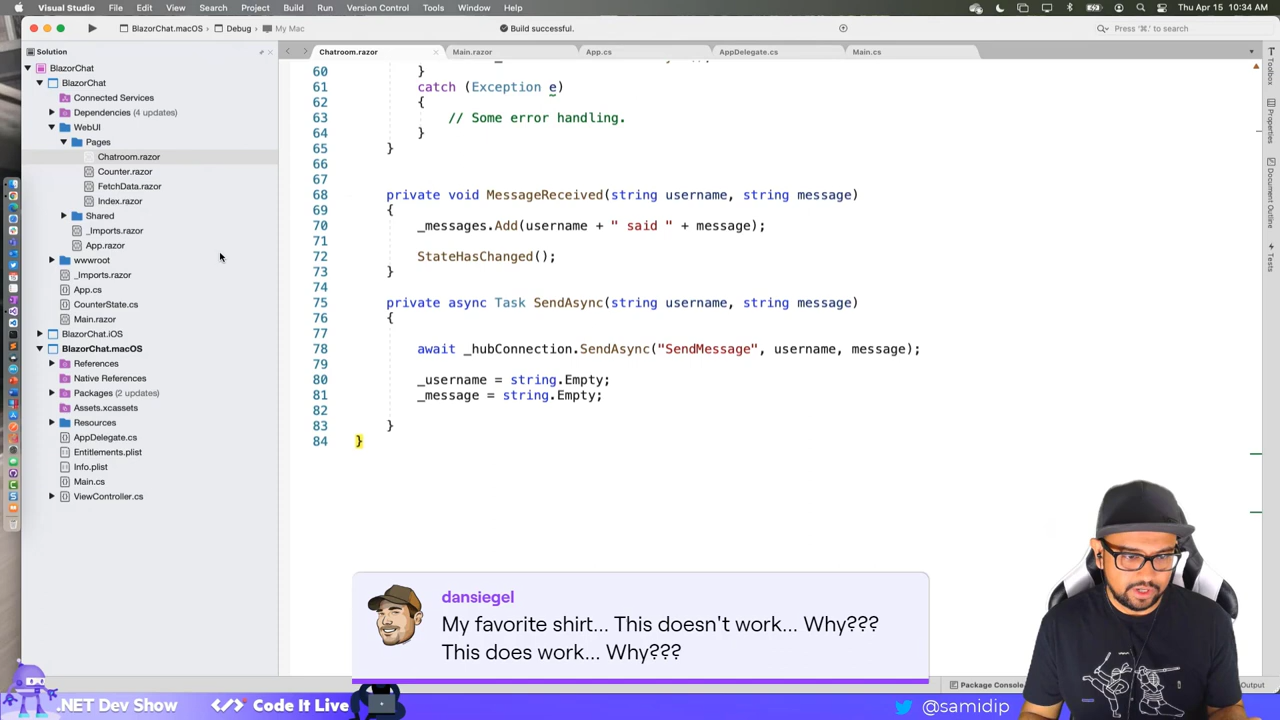 Visual Studio File Edit View Search Project Build Run Version Control Tools Window Help Thu Apr 15 10:34 AM
BlazorChat.macOS Debug My Mac Build successful. Press '⌘.' to search
Solution
Chatroom.razor Main.razor App.cs AppDelegate.cs Main.cs
BlazorChat
BlazorChat
Connected Services
Dependencies (4 updates)
WebUI
Pages
Chatroom.razor
Counter.razor
FetchData.razor
Index.razor
Shared
_Imports.razor
App.razor
wwwroot
_Imports.razor
App.cs
CounterState.cs
Main.razor
BlazorChat.iOS
BlazorChat.macOS
References
Native References
Packages (2 updates)
Assets.xcassets
Resources
AppDelegate.cs
Entitlements.plist
Info.plist
Main.cs
ViewController.cs
60 }
61 catch (Exception e)
62 {
63 // Some error handling.
64 }
65 }
66
67
68 private void MessageReceived(string username, string message)
69 {
70 _messages.Add(username + " said " + message);
71
72 StateHasChanged();
73 }
74
75 private async Task SendAsync(string username, string message)
76 {
77
78 await _hubConnection.SendAsync("SendMessage", username, message);
79
80 _username = string.Empty;
81 _message = string.Empty;
82
83 }
84 }
Toolbox
Properties
Document Outline
Tests
dansiegel
My favorite shirt... This doesn't work... Why???
This does work... Why???
Package Console Output
.NET Dev Show </> Code It Live @samidip